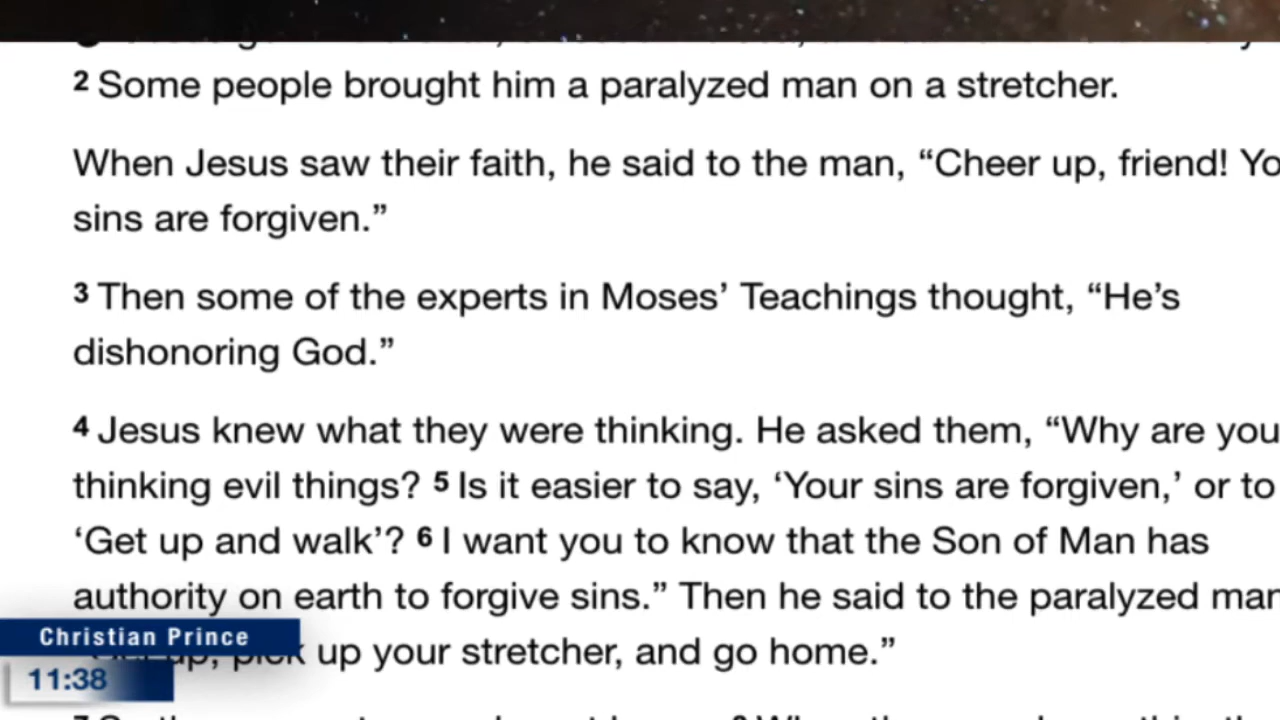 2 Some people brought him a paralyzed man on a stretcher.
When Jesus saw their faith, he said to the man, “Cheer up, friend! Yo
sins are forgiven.”
3 Then some of the experts in Moses’ Teachings thought, “He’s
dishonoring God.”
4 Jesus knew what they were thinking. He asked them, “Why are you
thinking evil things? 5 Is it easier to say, ‘Your sins are forgiven,’ or to
‘Get up and walk’? 6 I want you to know that the Son of Man has
authority on earth to forgive sins.” Then he said to the paralyzed man
up, pick up your stretcher, and go home.”
Christian Prince
11:38